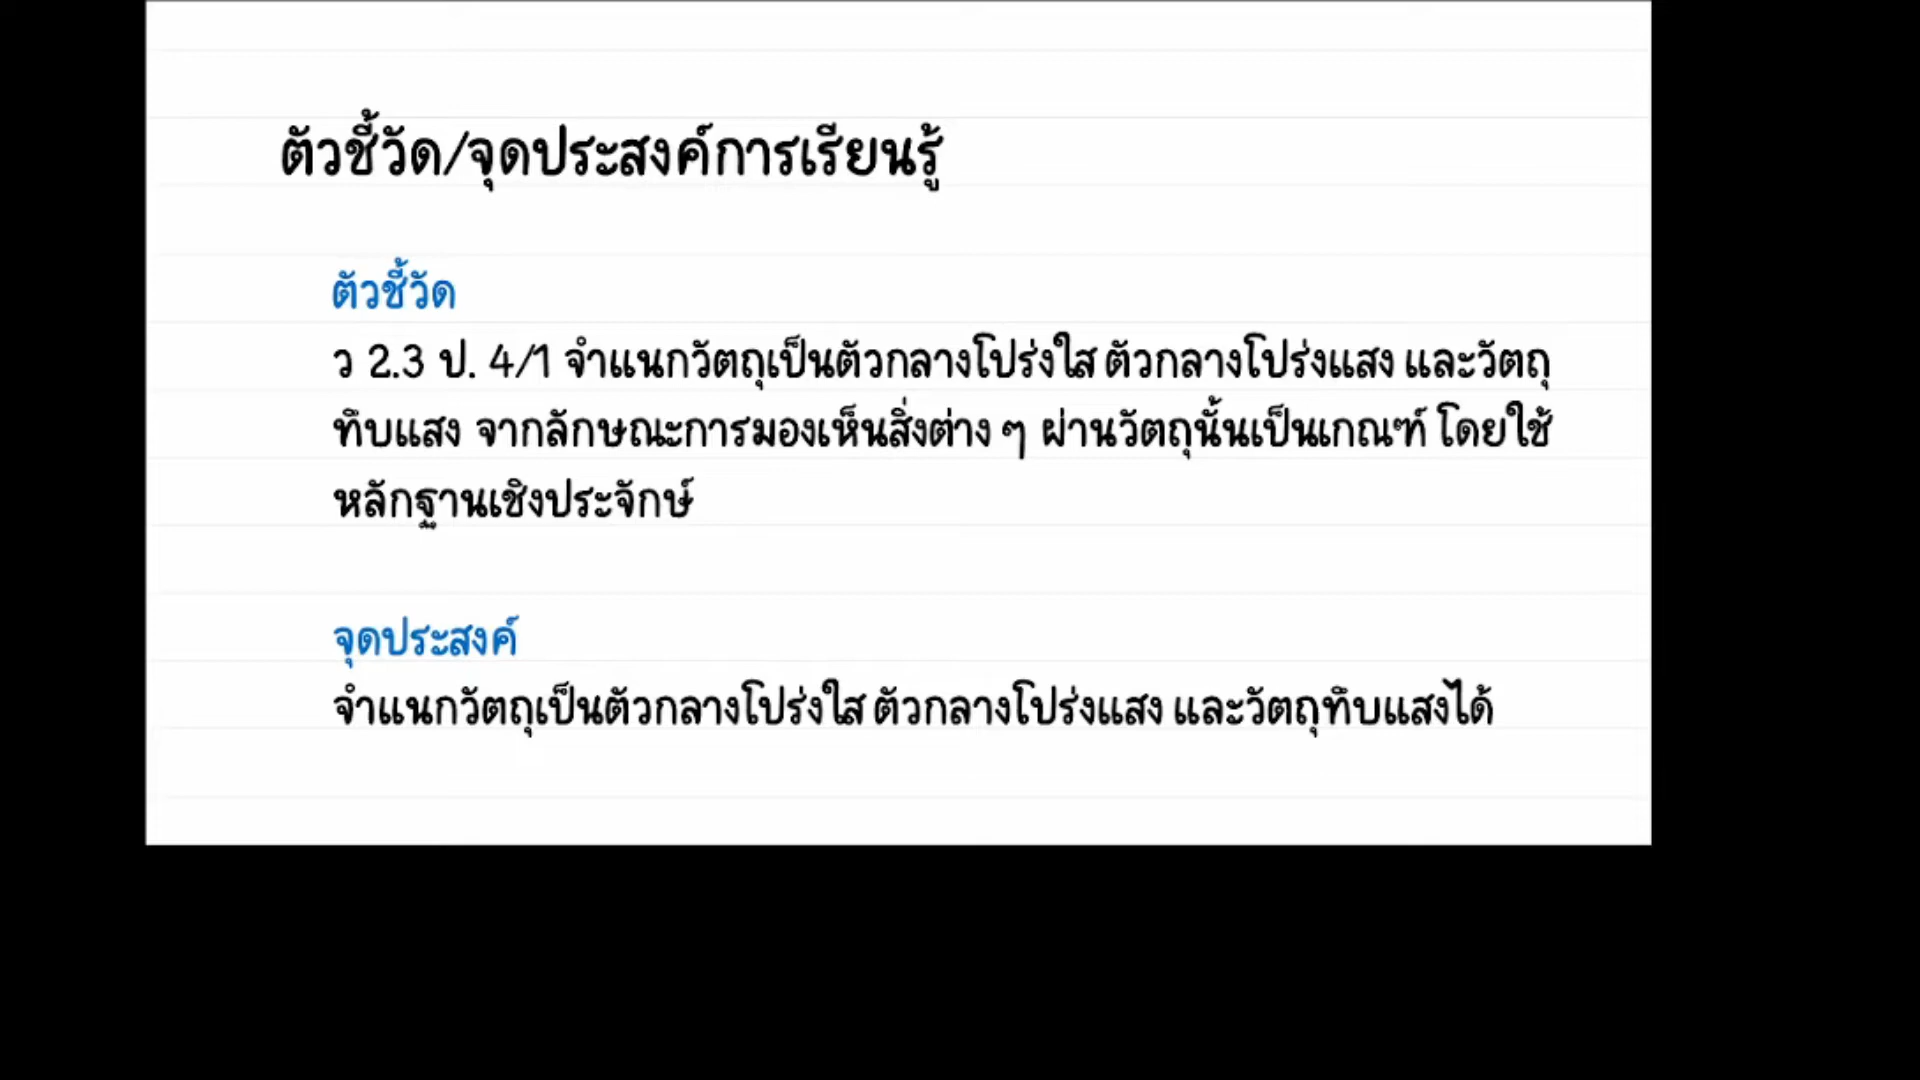 ตัวชี้วัด/จุดประสงค์การเรียนรู้
ตัวชี้วัด
ว 2.3 ป. 4/1 จำแนกวัตถุเป็นตัวกลางโปร่งใส ตัวกลางโปร่งแสง และวัตถุ
ทึบแสง จากลักษณะการมองเห็นสิ่งต่าง ๆ ผ่านวัตถุนั้นเป็นเกณฑ์ โดยใช้
หลักฐานเชิงประจักษ์
จุดประสงค์
จำแนกวัตถุเป็นตัวกลางโปร่งใส ตัวกลางโปร่งแสง และวัตถุทึบแสงได้